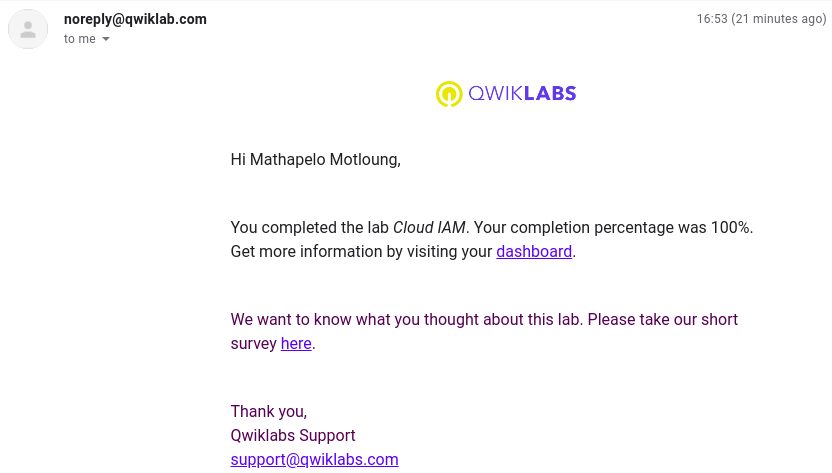 noreply@qwiklab.com
16:53 (21 minutes ago)
to me
QWIKLABS
Hi Mathapelo Motloung,
You completed the lab Cloud IAM. Your completion percentage was 100%.
Get more information by visiting your dashboard.
We want to know what you thought about this lab. Please take our short
survey here.
Thank you,
Qwiklabs Support
support@qwiklabs.com